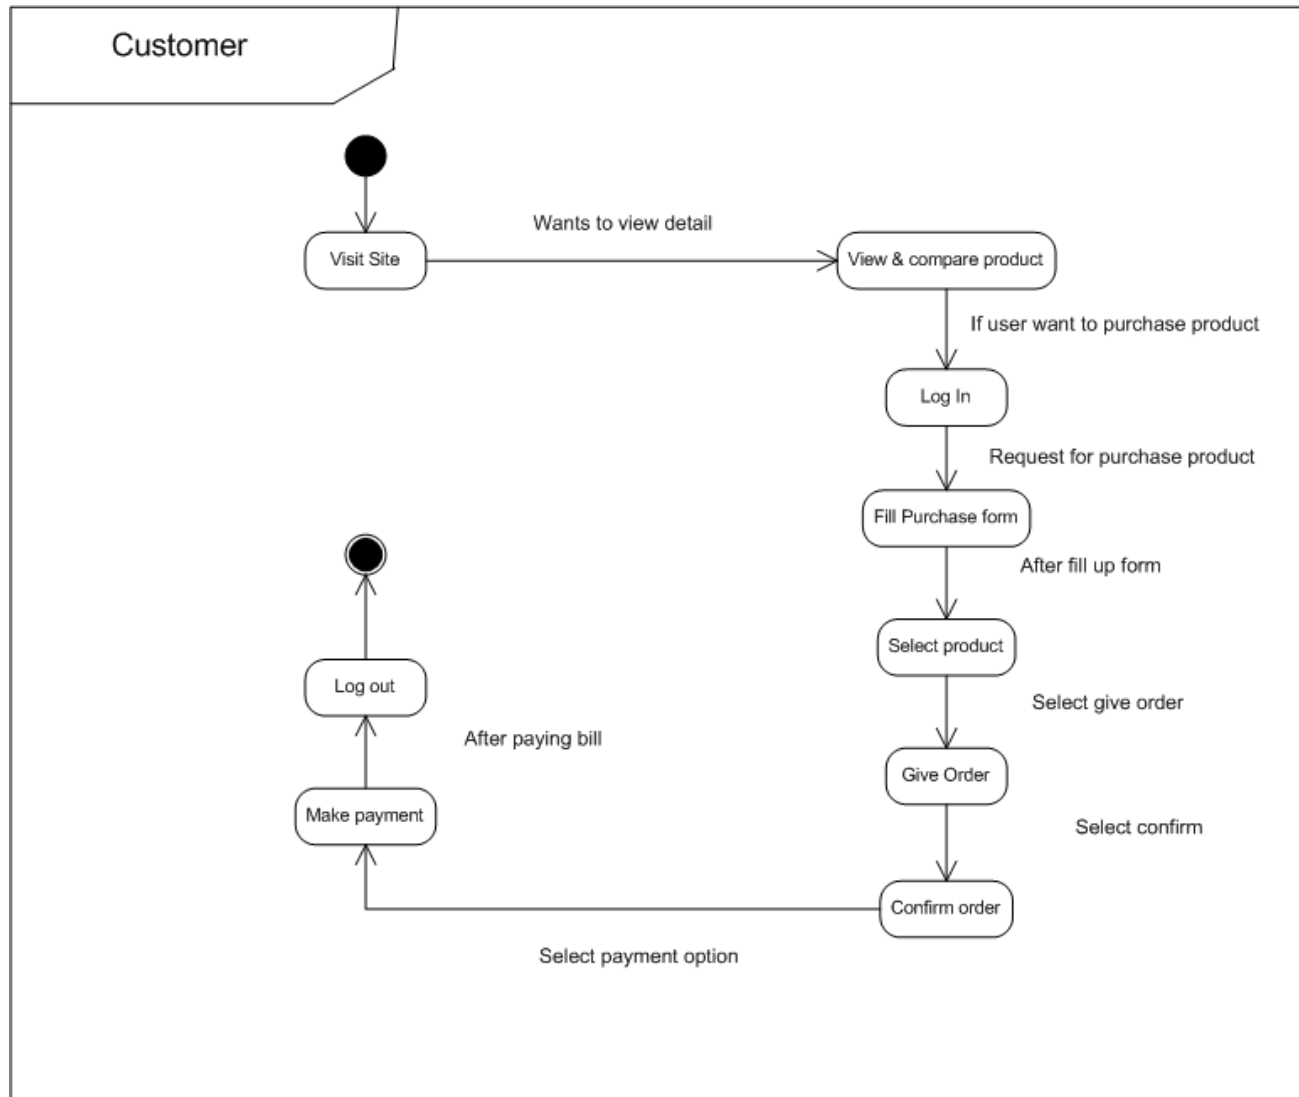 Customer
Wants to view detail
Visit Site
View & compare product
If user want to purchase product
Log In
Request for purchase product
Fill Purchase form
After fill up form
Select product
Log out
Select give order
After paying bill
Give Order
Make payment
Select confirm
Confirm order
Select payment option